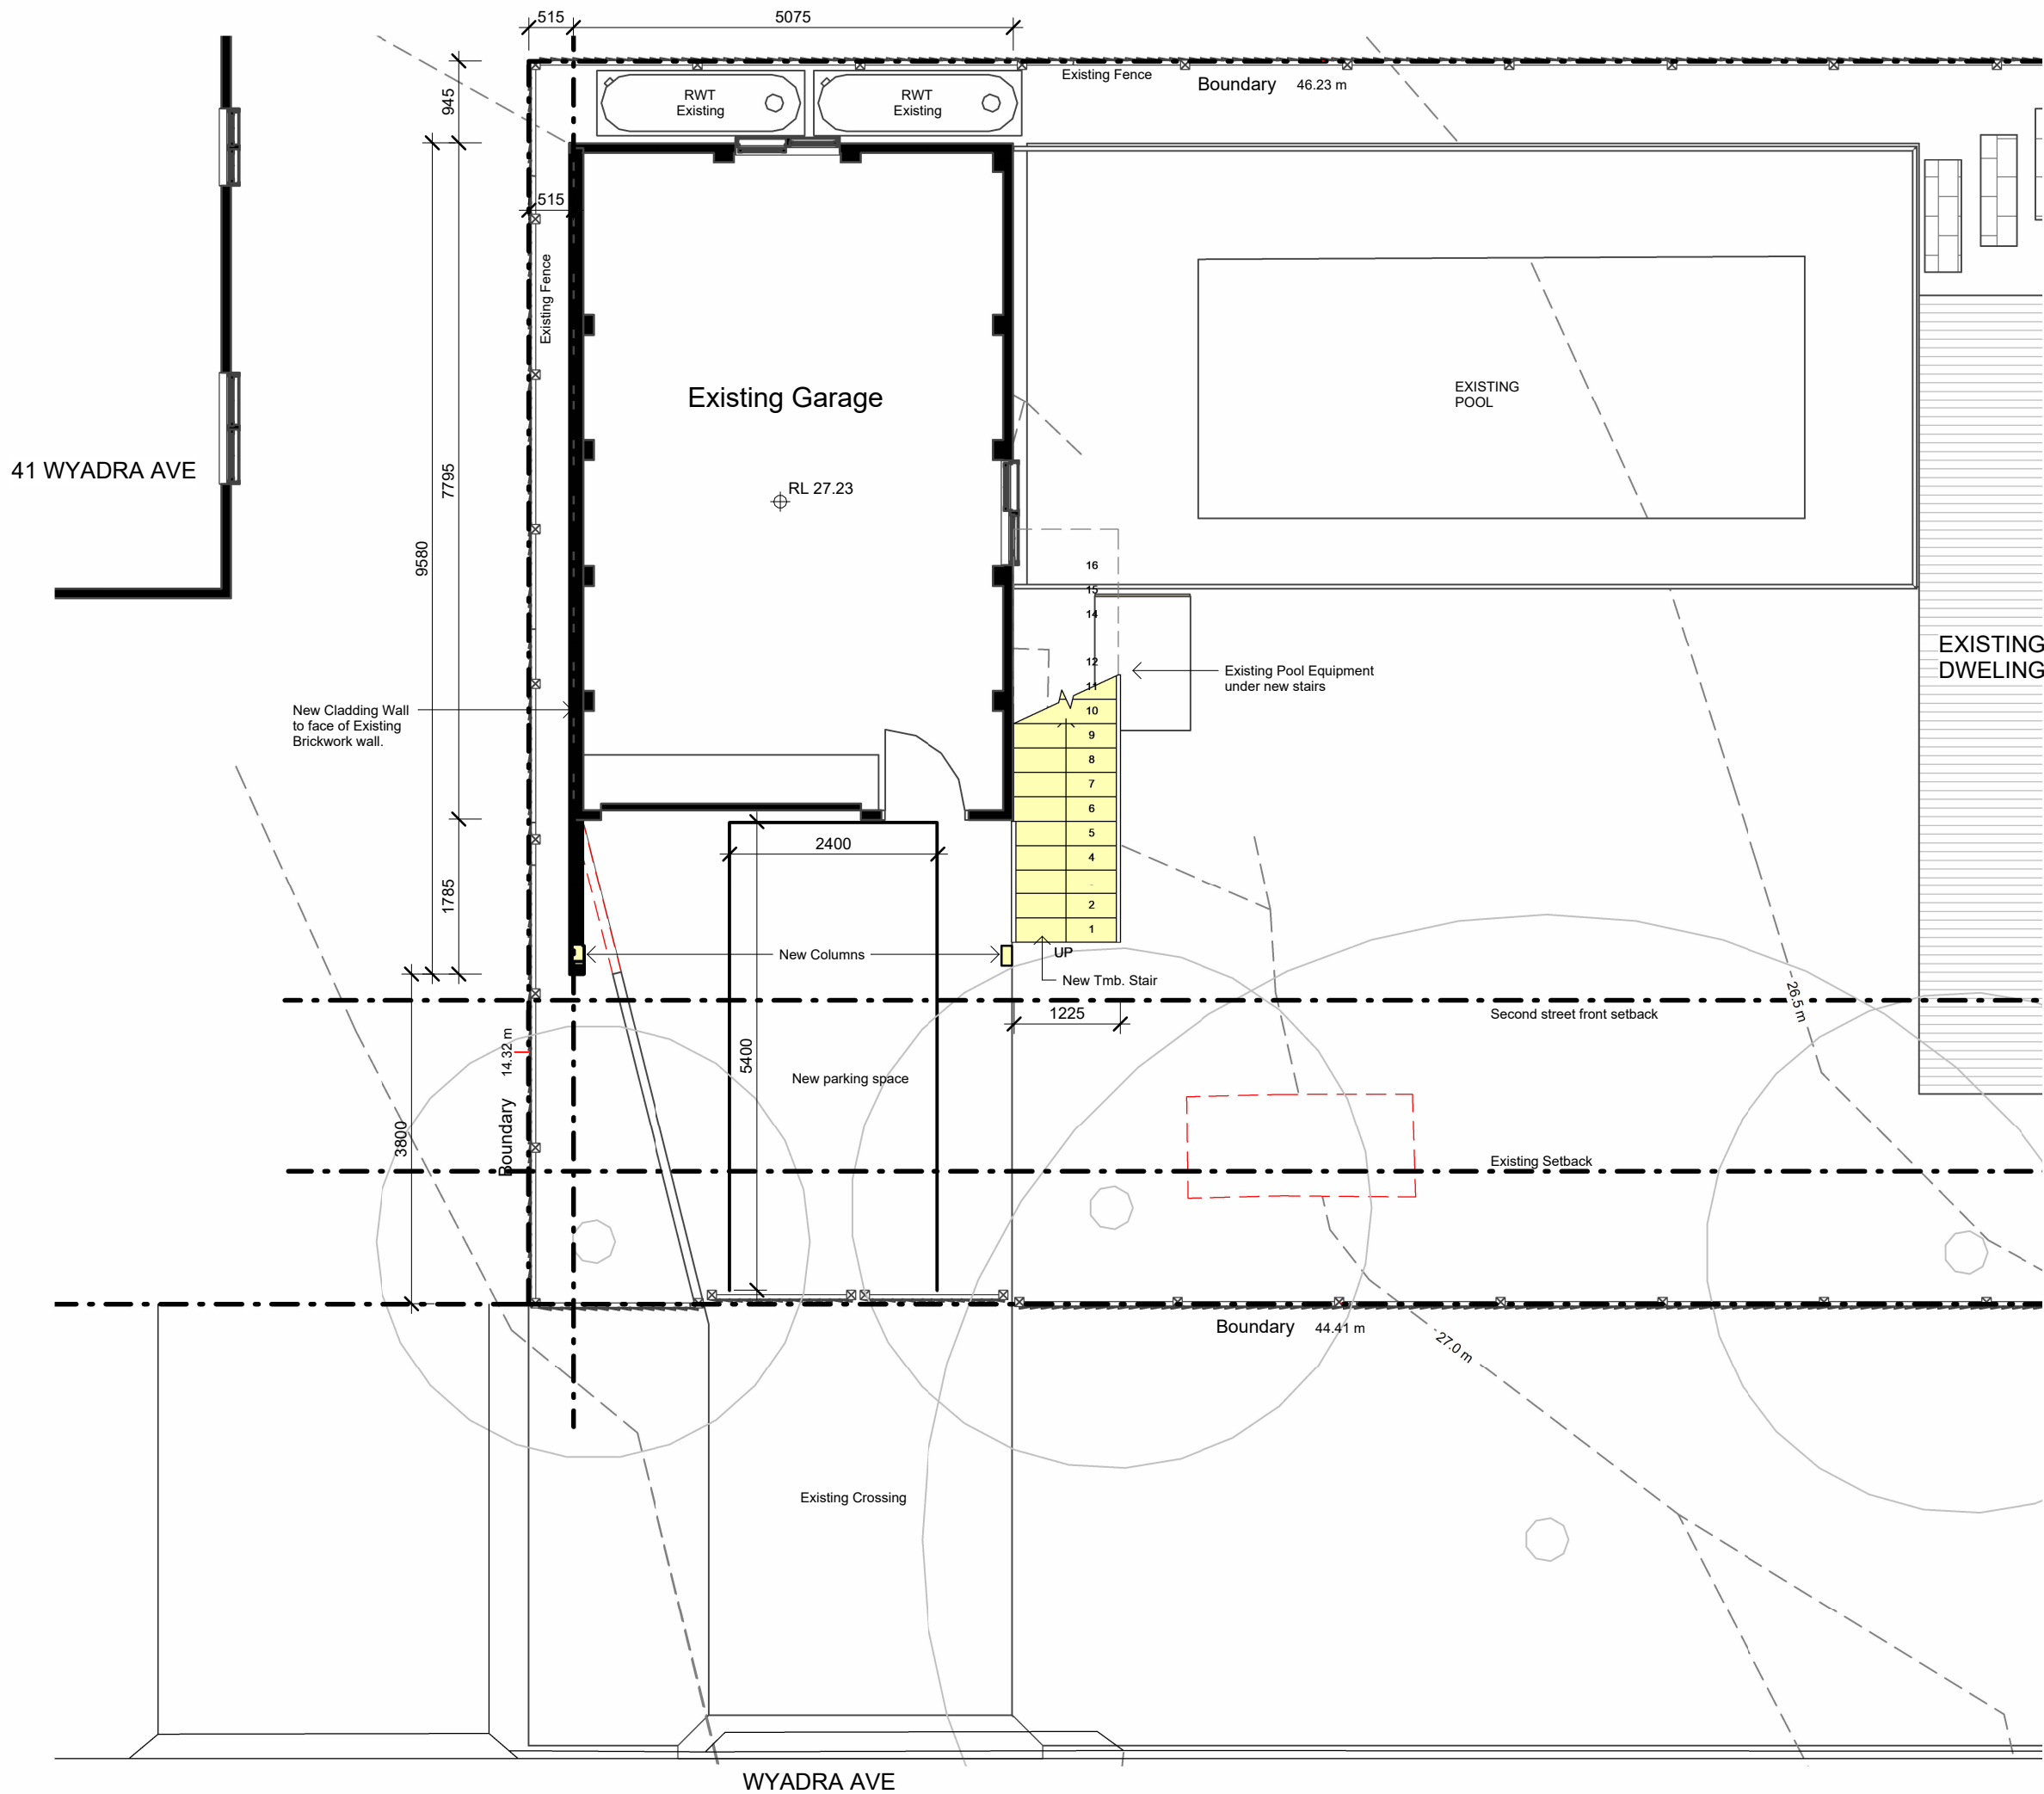 515
5075
945
Existing Fence
Boundary 46.23 m
RWT
Existing
RWT
Existing
515
Existing Fence
Existing Garage
EXISTING
POOL
41 WYADRA AVE
7795
RL 27.23
9580
16
15
14
12
11
10
9
8
7
6
5
4
2
1
EXISTING
DWELING
Existing Pool Equipment
under new stairs
New Cladding Wall
to face of Existing
Brickwork wall.
2400
1785
New Columns
UP
New Tmb. Stair
1225
26.5 m
Second street front setback
14.32 m
Boundary
5400
New parking space
3800
Existing Setback
Boundary 44.41 m
27.0 m
Existing Crossing
WYADRA AVE